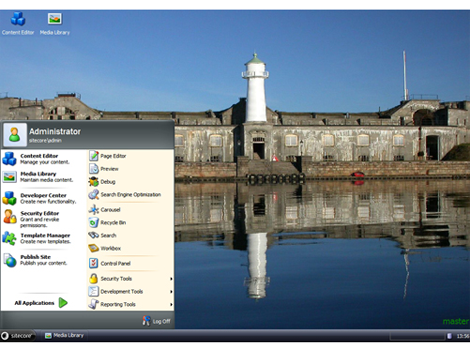 Content Editor
Media Library
Administrator
sitecore\admin
Content Editor
Manage your content.
Media Library
Maintain media content.
Developer Center
Create new functionality.
Security Editor
Grant and revoke
permissions.
Template Manager
Create new templates.
Publish Site
Publish your content.
All Applications
Page Editor
Preview
Debug
Search Engine Optimization
Carousel
Recycle Bin
Search
Workbox
Control Panel
Security Tools
Development Tools
Reporting Tools
Log Off
master
sitecore
Media Library
13:56